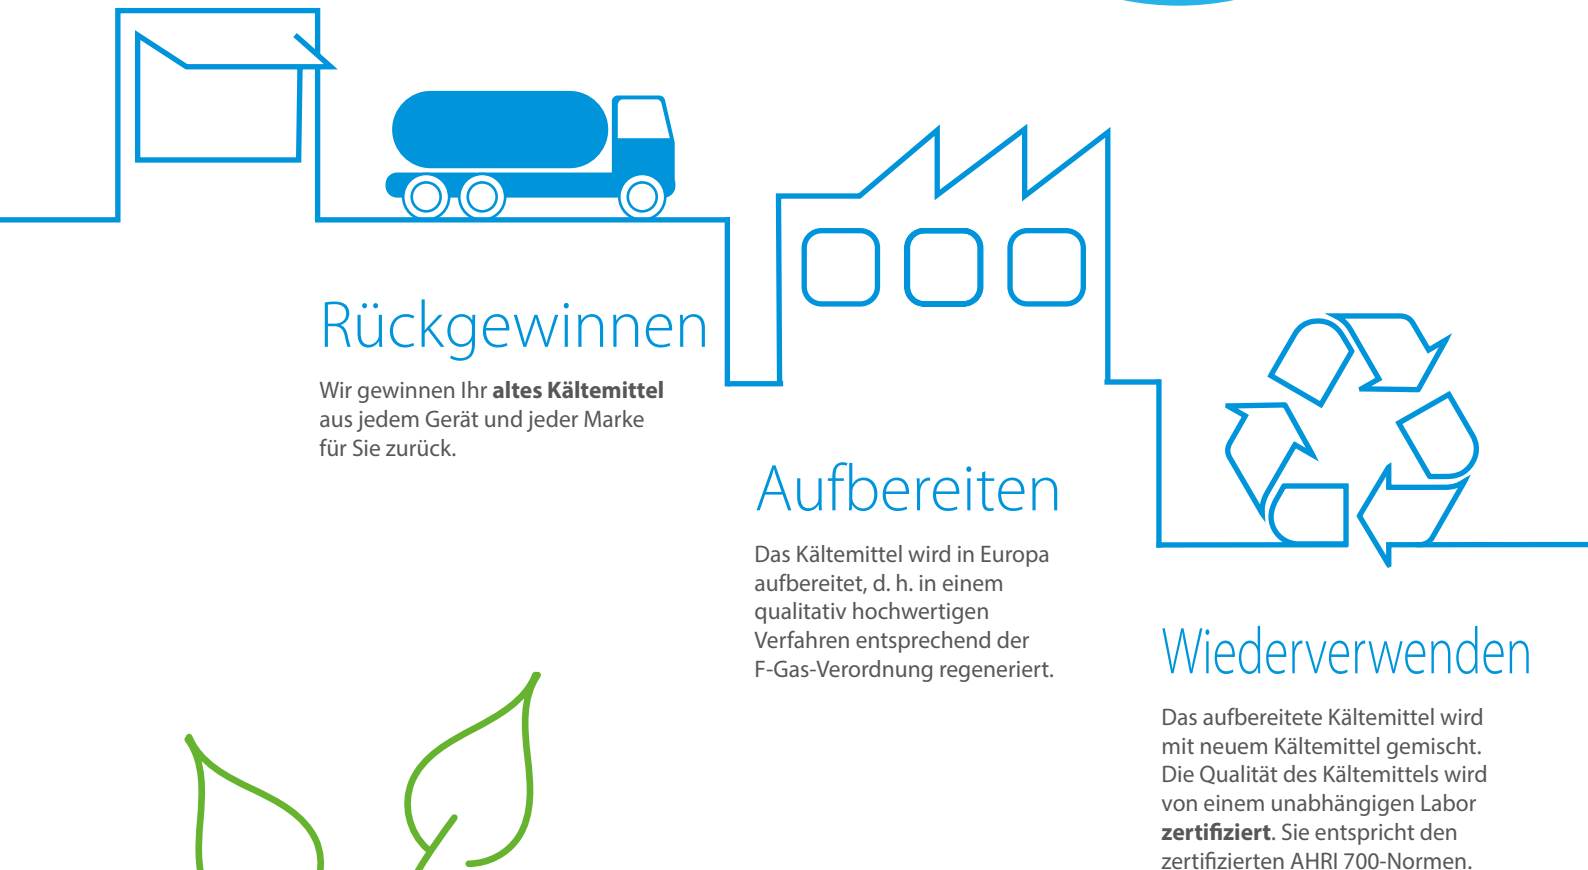 Rückgewinnen
Wir gewinnen Ihr altes Kältemittel
aus jedem Gerät und jeder Marke
für Sie zurück.
Aufbereiten
Das Kältemittel wird in Europa
aufbereitet, d. h. in einem
qualitativ hochwertigen
Verfahren entsprechend der
F-Gas-Verordnung regeneriert.
Wiederverwenden
Das aufbereitete Kältemittel wird
mit neuem Kältemittel gemischt.
Die Qualität des Kältemittels wird
von einem unabhängigen Labor
zertifiziert. Sie entspricht den
zertifizierten AHRI 700-Normen.